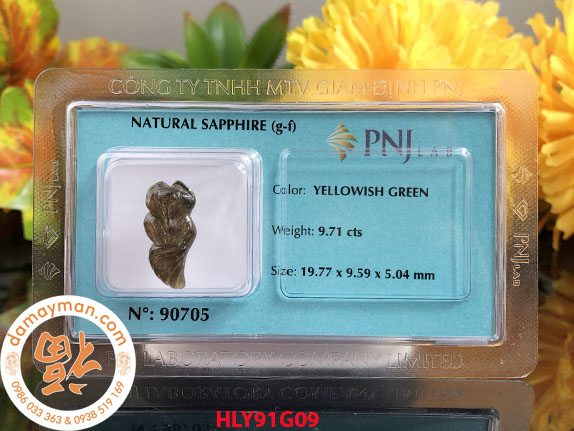 CÔNG TY TNHH MTV GIÁM ĐỊNH PNJ
NATURAL SAPPHIRE (g-f)
PNJ LAB
Color: YELLOWISH GREEN
Weight: 9.71 cts
Size: 19.77 x 9.59 x 5.04 mm
N°: 90705
PNJ LAB
LABORATORY COMPANY LIMITED
damayman.com
福
0986 033 363 & 0938 519 169
HLY91G09